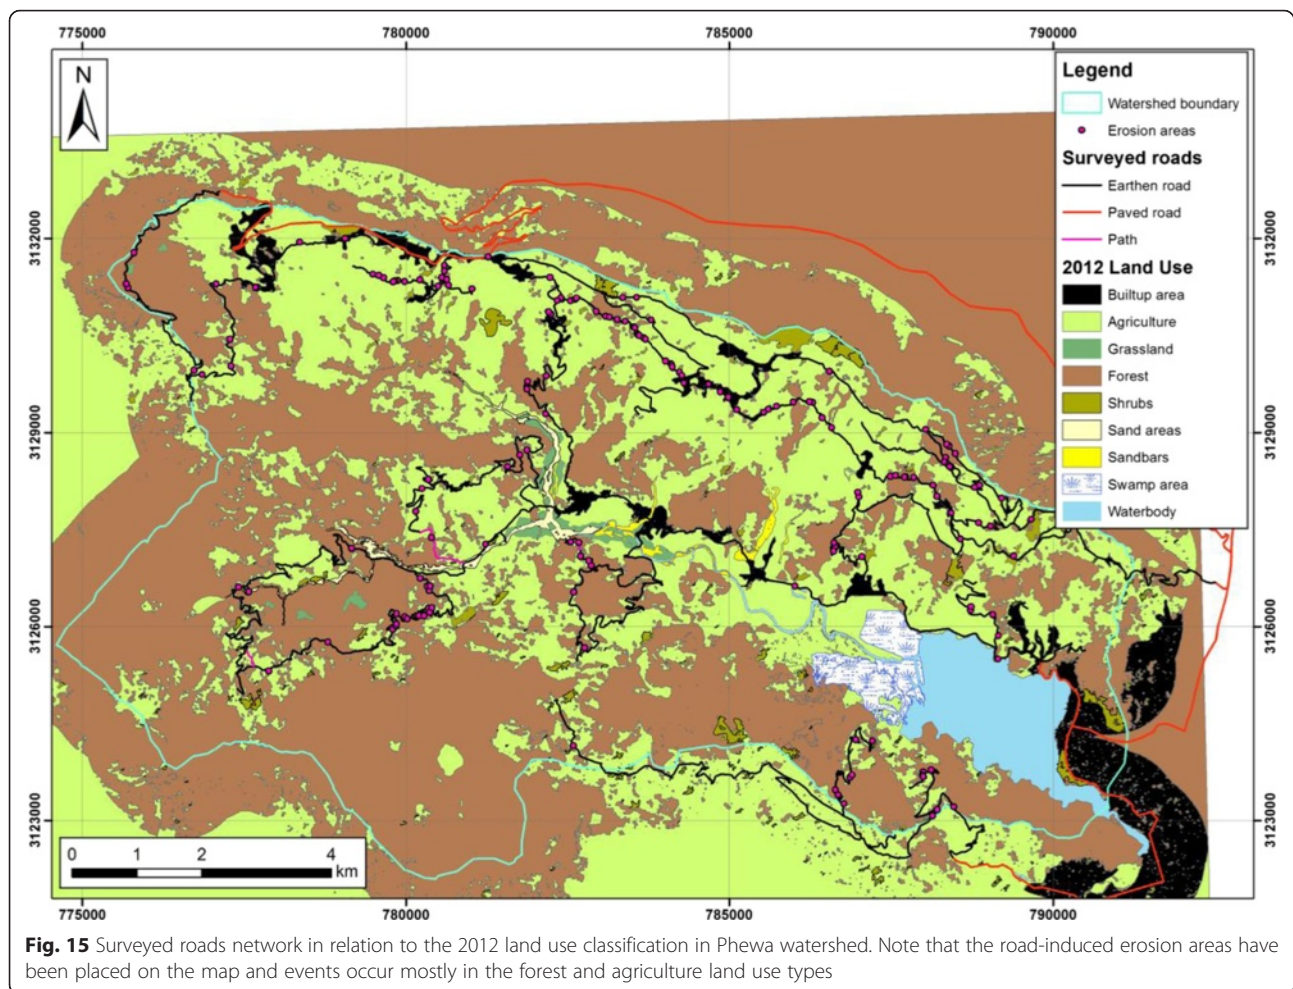 775000 780000 785000 790000
N
Legend
Watershed boundary
Erosion areas
Surveyed roads
Earthen road
Paved road
Path
2012 Land Use
Builtup area
Agriculture
Grassland
Forest
Shrubs
Sand areas
Sandbars
Swamp area
Waterbody
3132000 3132000
3129000 3129000
3126000 3126000
3123000 3123000
0 1 2 4
km
775000 780000 785000 790000
Fig. 15 Surveyed roads network in relation to the 2012 land use classification in Phewa watershed. Note that the road-induced erosion areas have
been placed on the map and events occur mostly in the forest and agriculture land use types